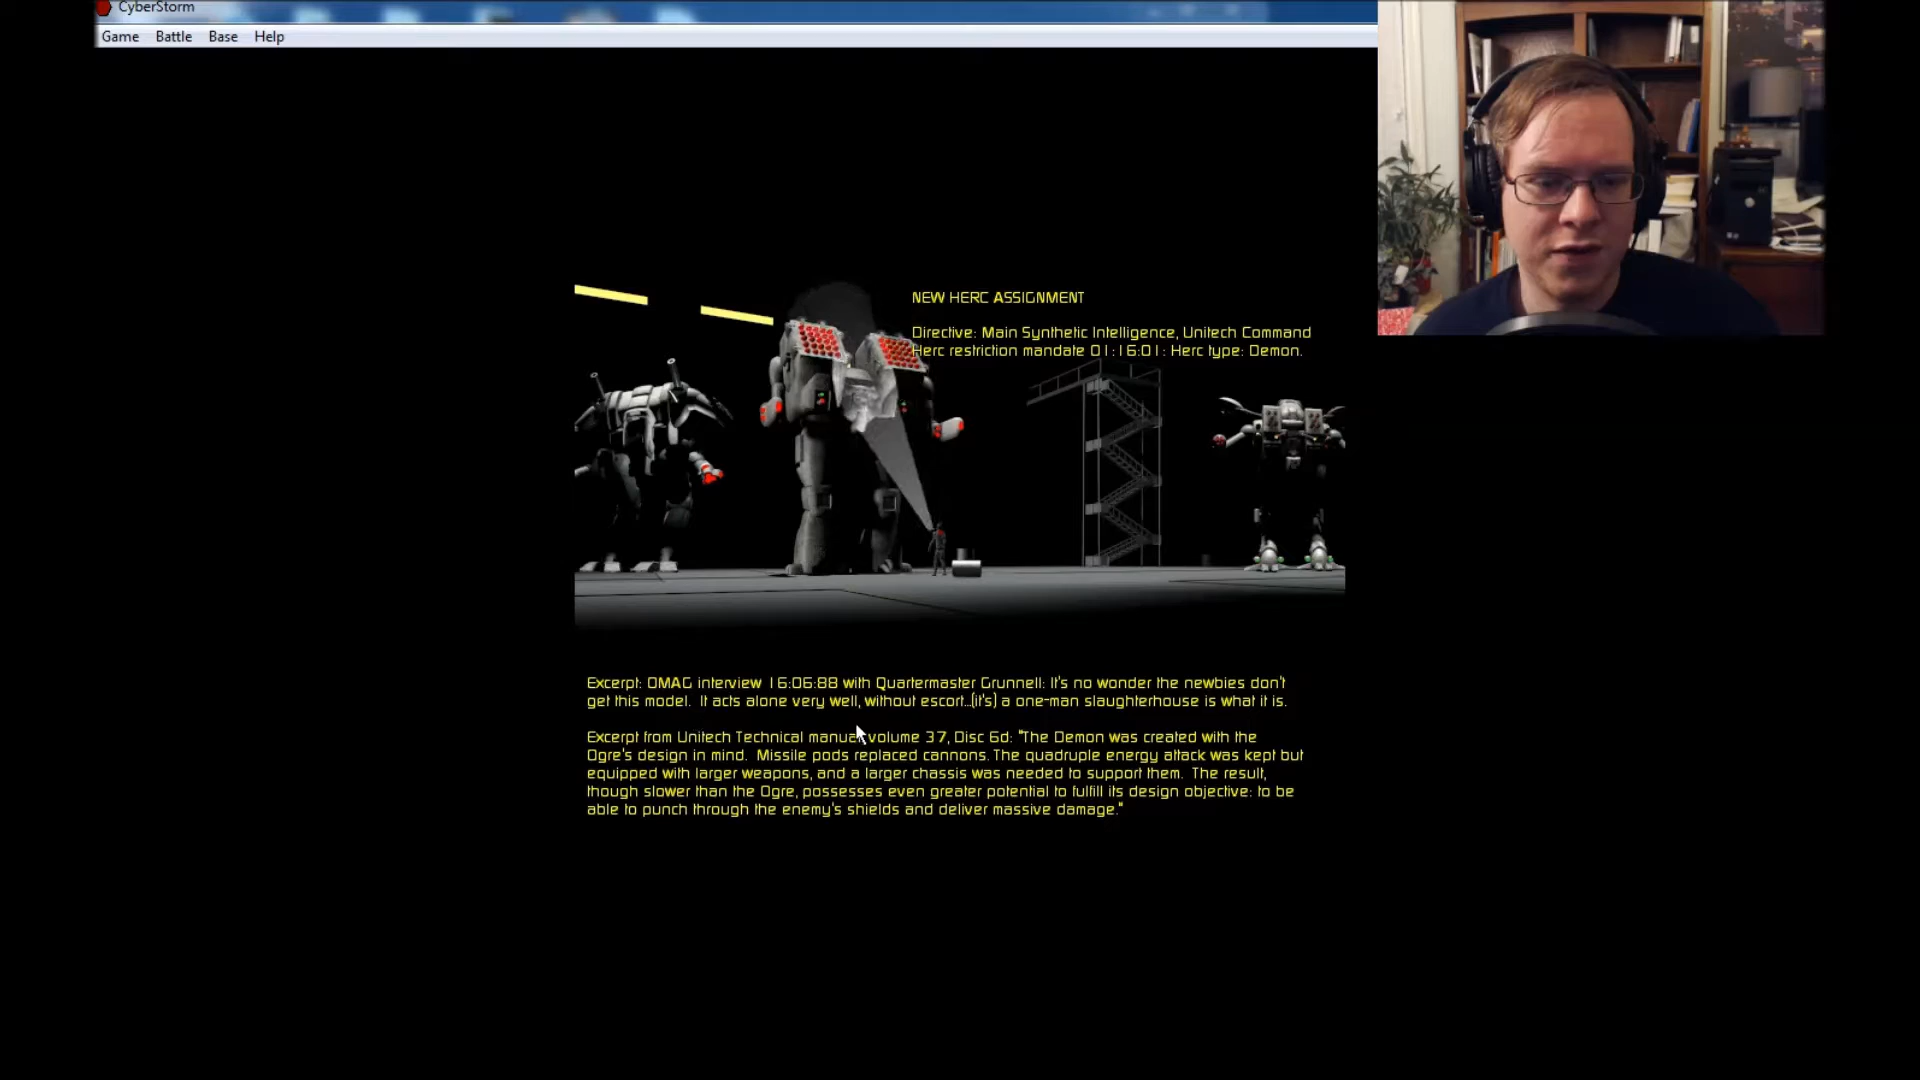 CyberStorm
Game Battle Base Help
NEW HERC ASSIGNMENT
Directive: Main Synthetic Intelligence, Unitech Command
Herc restriction mandate 01:16:01: Herc type: Demon.
Excerpt: OMAG interview 16:06:88 with Quartermaster Grunnell: It's no wonder the newbies don't
get this model. It acts alone very well, without escort...(it's) a one-man slaughterhouse is what it is.
Excerpt from Unitech Technical manual volume 37, Disc 6d: "The Demon was created with the
Ogre's design in mind. Missile pods replaced cannons. The quadruple energy attack was kept but
equipped with larger weapons, and a larger chassis was needed to support them. The result,
though slower than the Ogre, possesses even greater potential to fulfill its design objective: to be
able to punch through the enemy's shields and deliver massive damage."